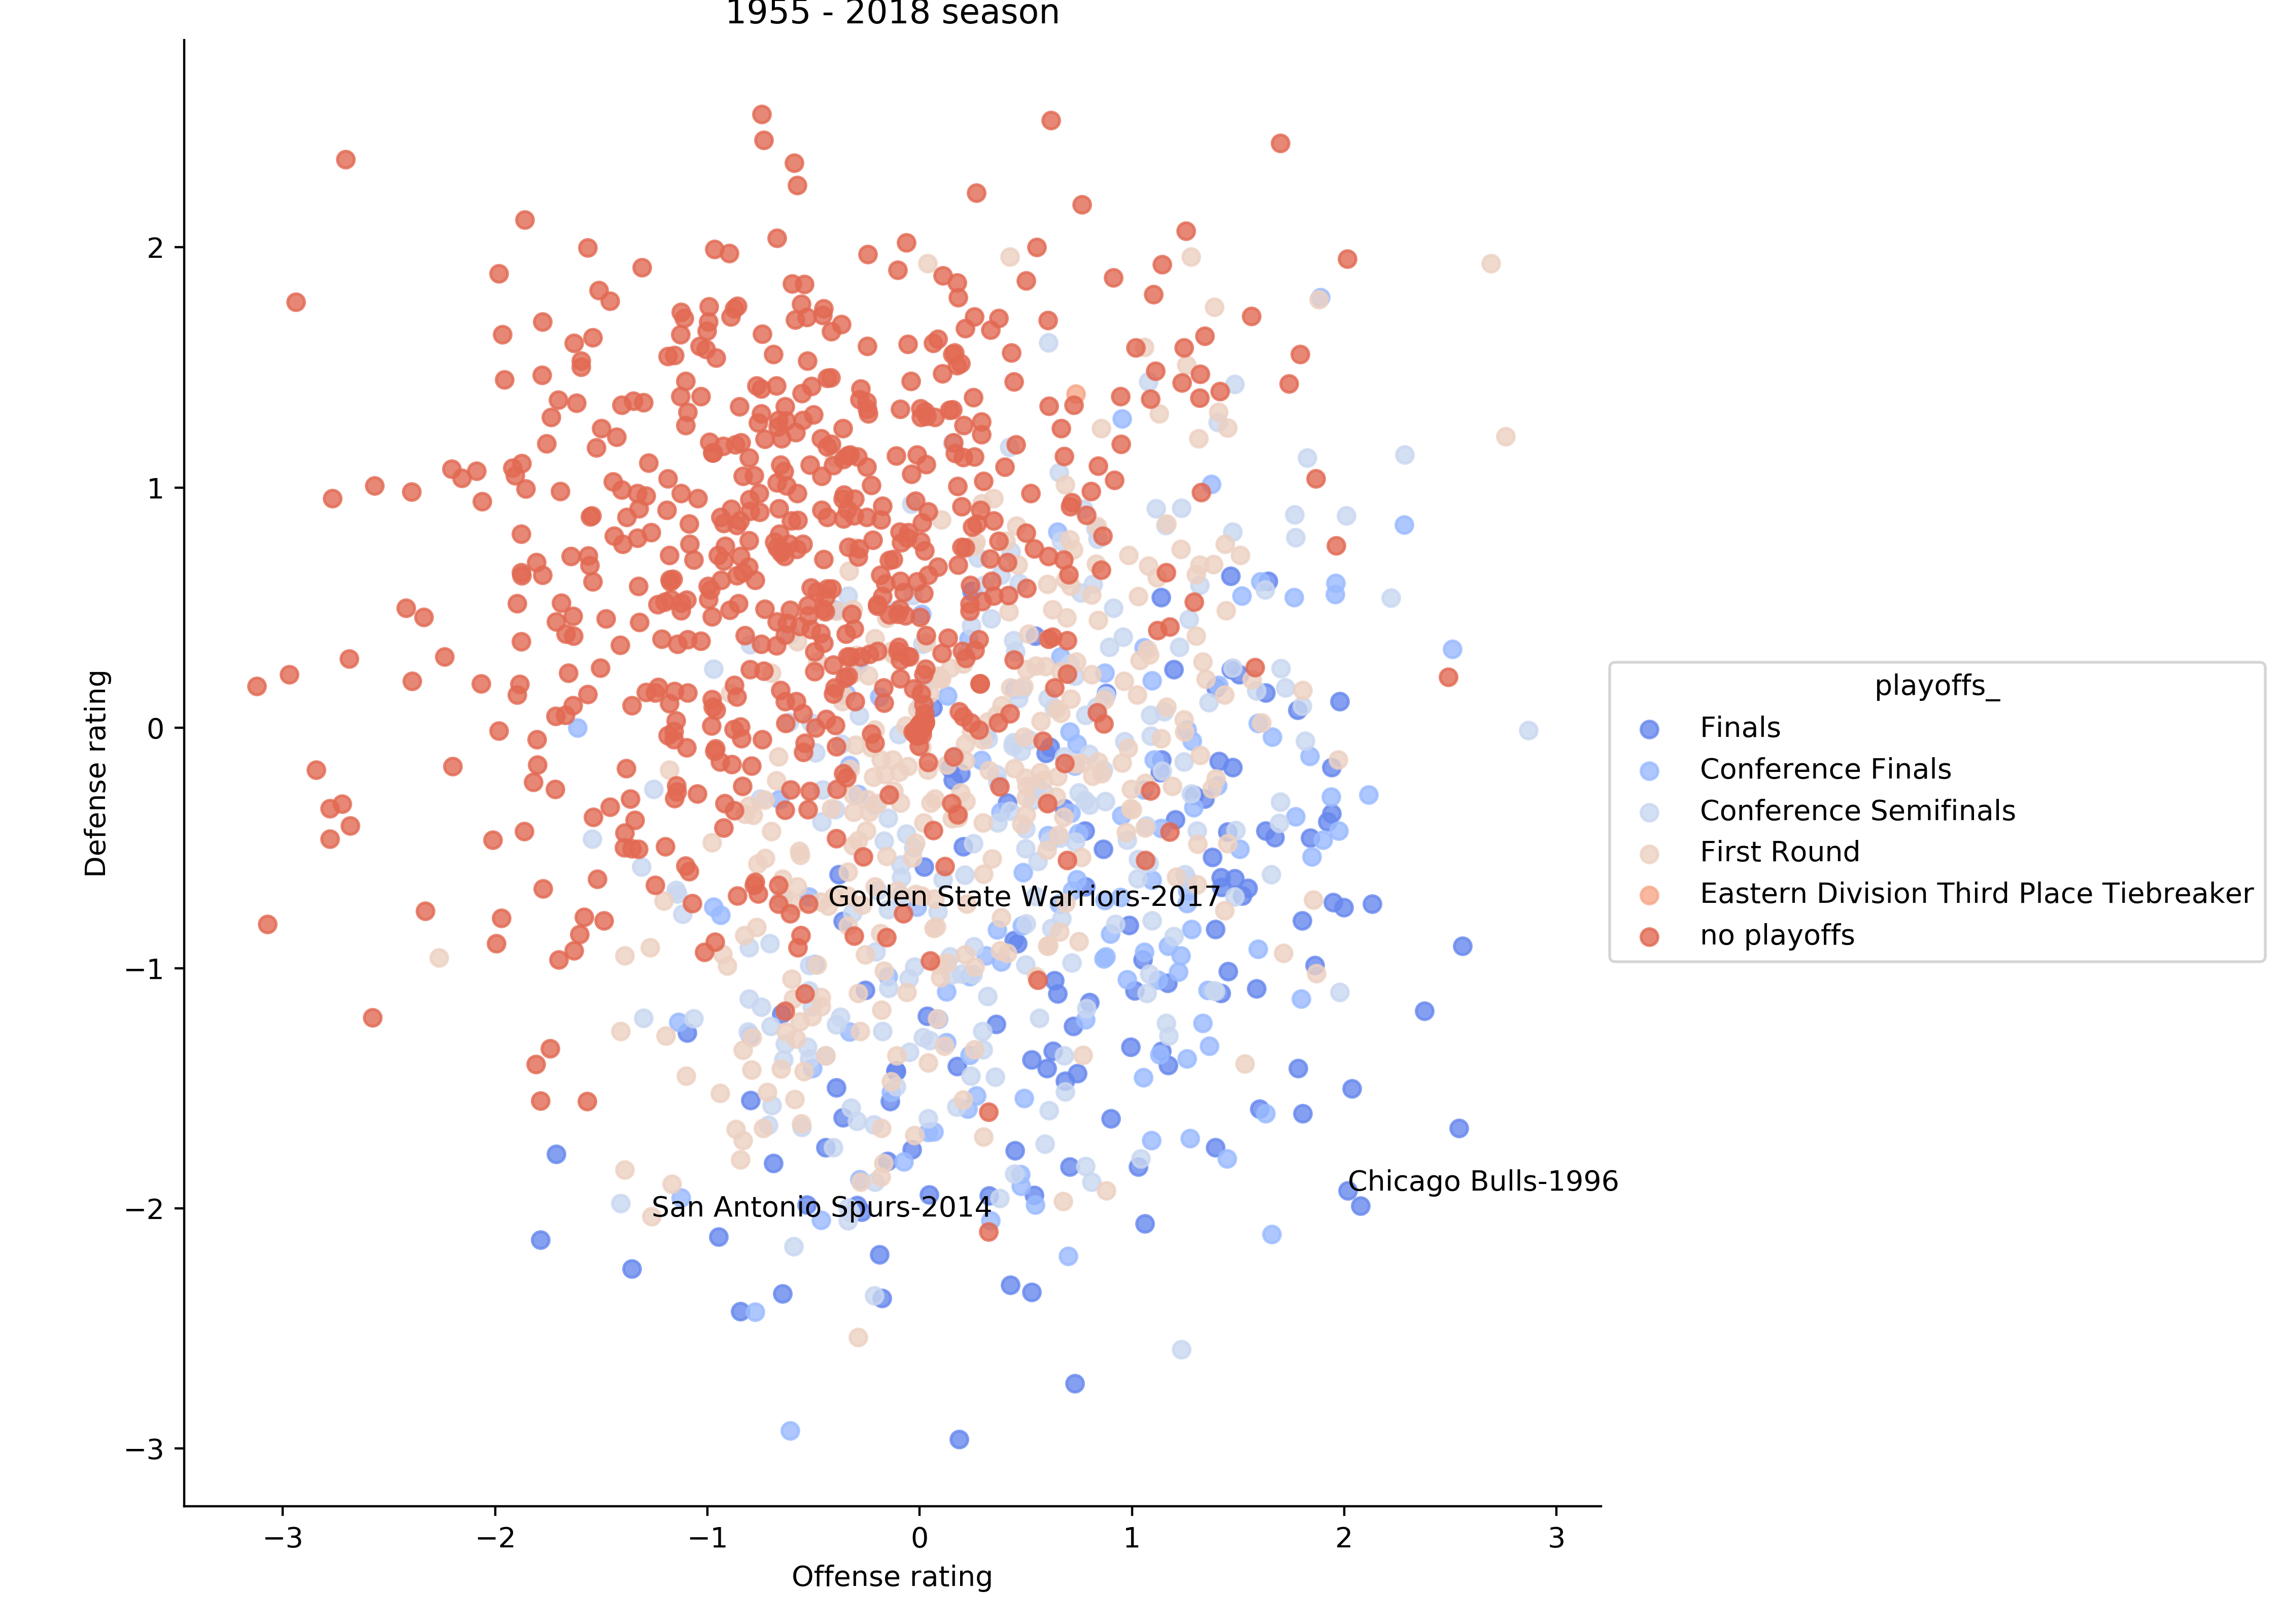 1955 - 2018 season
Defense rating
2
1
0
−1
−2
−3
Golden State Warriors-2017
Chicago Bulls-1996
San Antonio Spurs-2014
−3
−2
−1
0
1
2
3
Offense rating
playoffs_
Finals
Conference Finals
Conference Semifinals
First Round
Eastern Division Third Place Tiebreaker
no playoffs